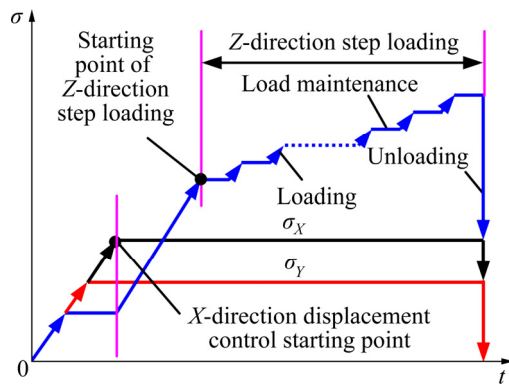 σ
Starting
point of
Z-direction
step loading
Z-direction step loading
Load maintenance
Unloading
Loading
σX
σY
X-direction displacement
control starting point
0
t